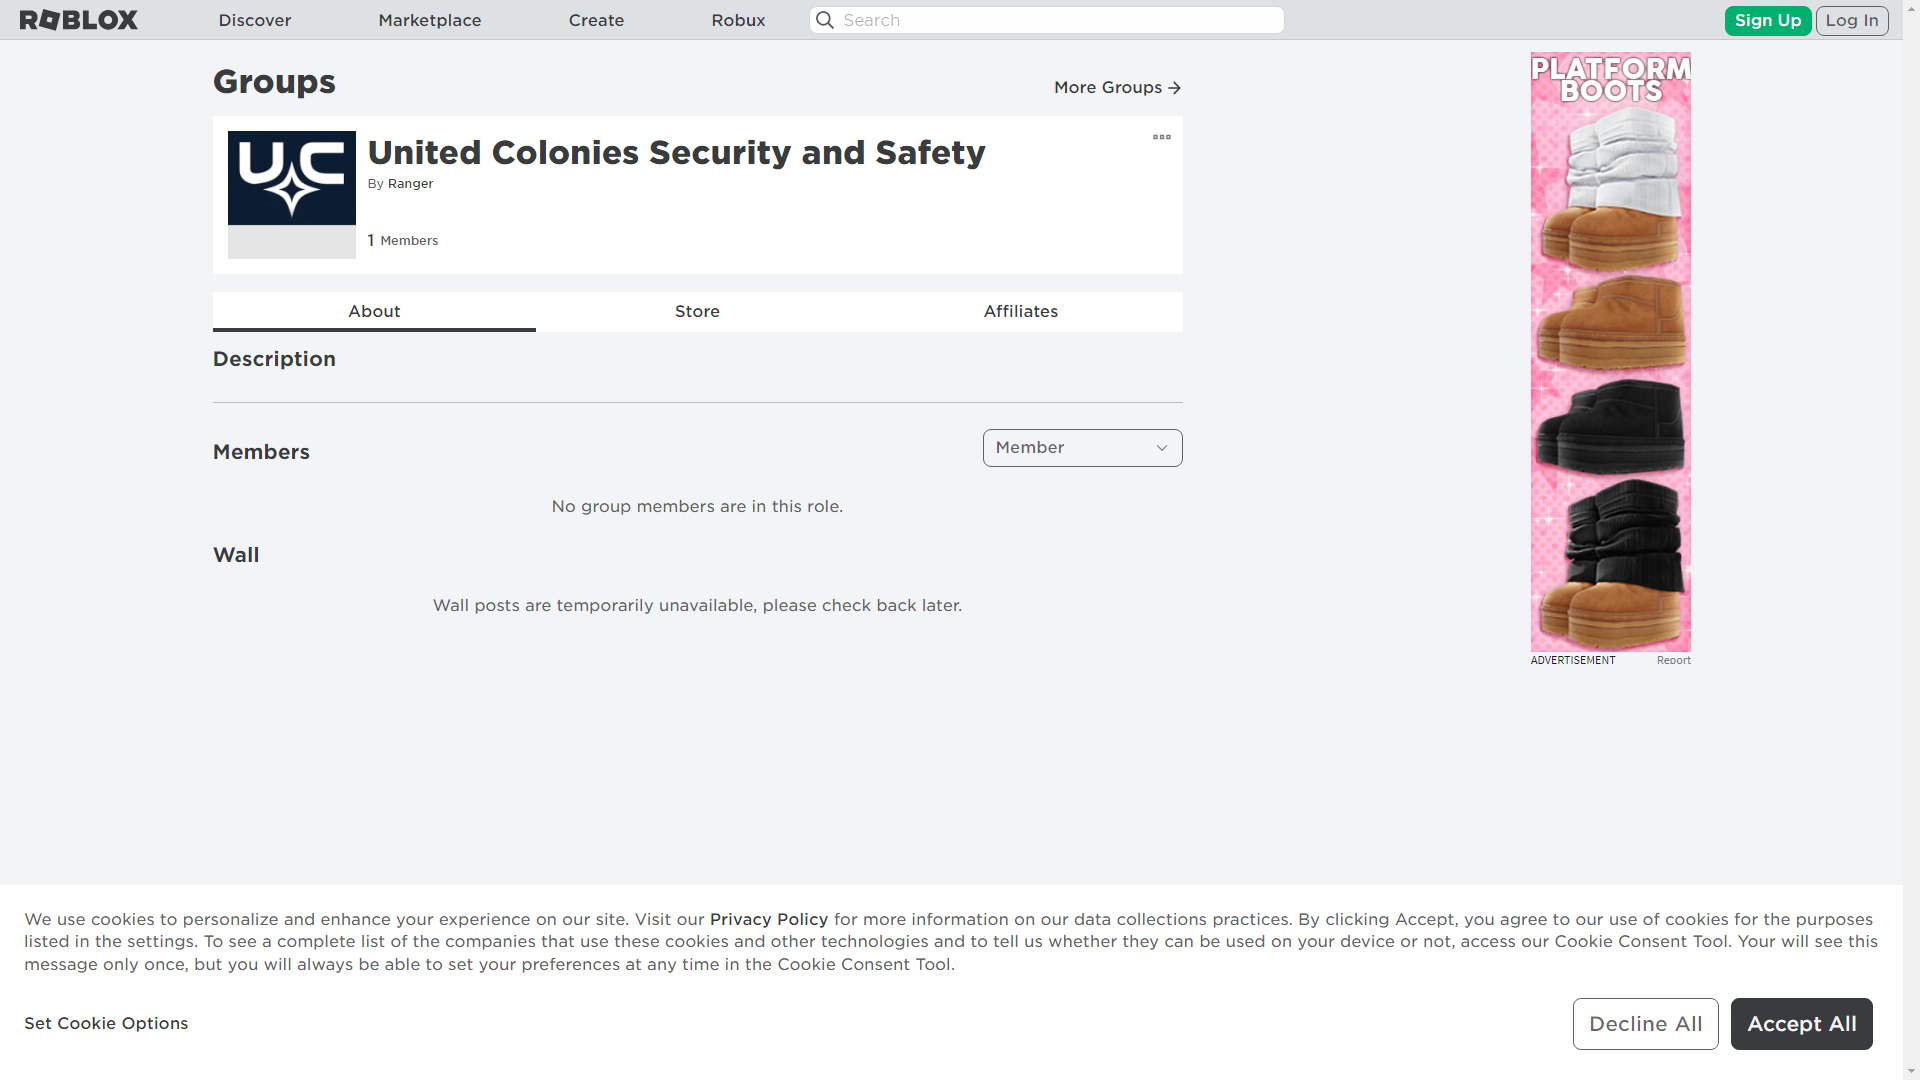 ROBLOX
Discover
Marketplace
Create
Robux
Search
Sign Up
Log In
Groups
More Groups
UC
United Colonies Security and Safety
By Ranger
1 Members
About
Store
Affiliates
Description
Members
Member
No group members are in this role.
Wall
Wall posts are temporarily unavailable, please check back later.
PLATFORM
BOOTS
ADVERTISEMENT
Report
We use cookies to personalize and enhance your experience on our site. Visit our Privacy Policy for more information on our data collections practices. By clicking Accept, you agree to our use of cookies for the purposes
listed in the settings. To see a complete list of the companies that use these cookies and other technologies and to tell us whether they can be used on your device or not, access our Cookie Consent Tool. Your will see this
message only once, but you will always be able to set your preferences at any time in the Cookie Consent Tool.
Set Cookie Options
Decline All
Accept All